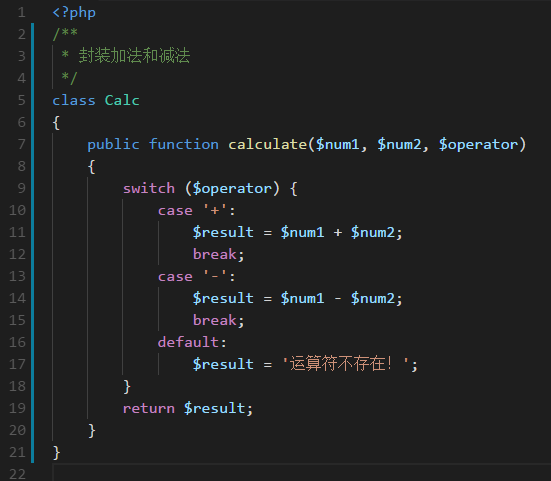 1 <?php
2 /**
3  * 封装加法和减法
4  */
5 class Calc
6 {
7     public function calculate($num1, $num2, $operator)
8     {
9         switch ($operator) {
10             case '+':
11                 $result = $num1 + $num2;
12                 break;
13             case '-':
14                 $result = $num1 - $num2;
15                 break;
16             default:
17                 $result = '运算符不存在！';
18         }
19         return $result;
20     }
21 }
22